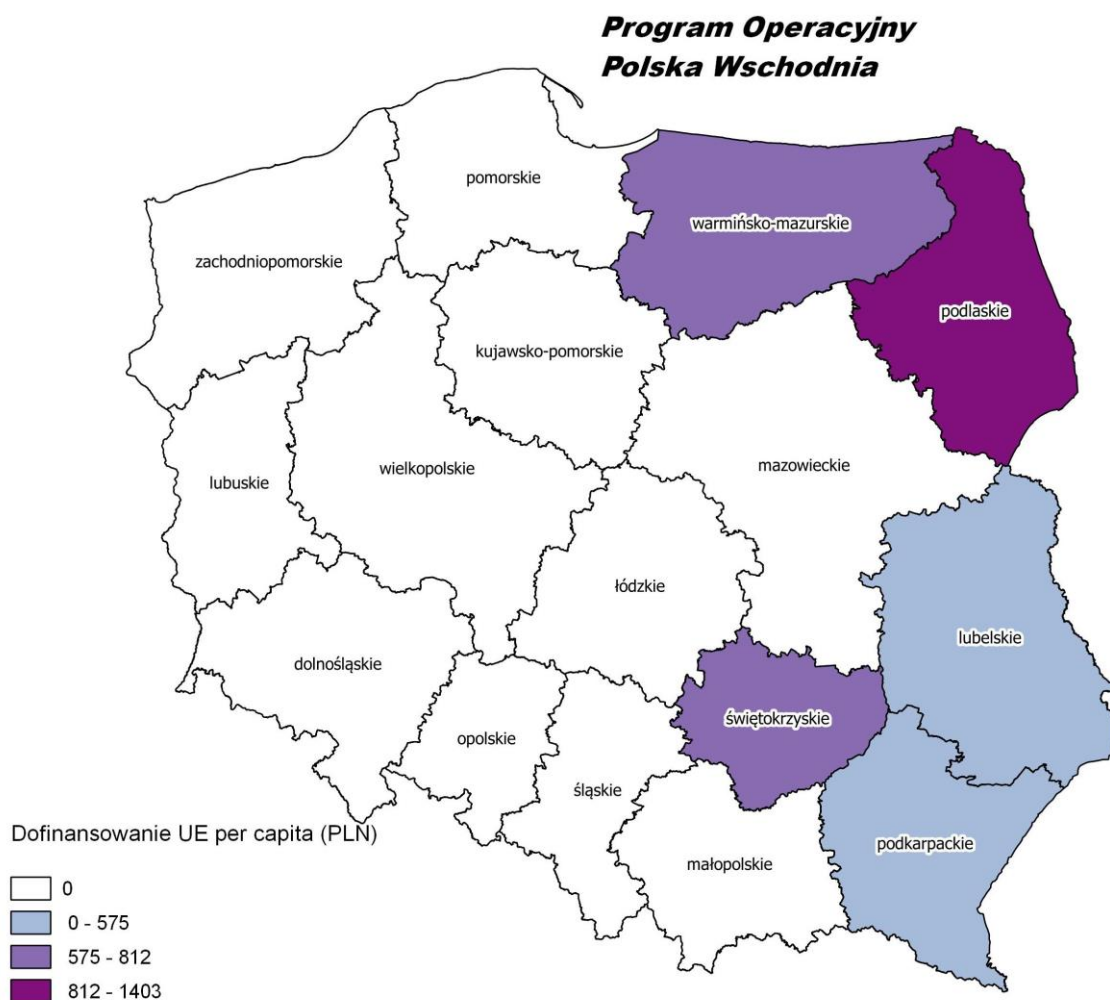 Program Operacyjny
Polska Wschodnia
pomorskie
warmińsko-mazurskie
zachodniopomorskie
podlaskie
kujawsko-pomorskie
mazowieckie
wielkopolskie
lubuskie
łódzkie
lubelskie
dolnośląskie
świętokrzyskie
opolskie
śląskie
podkarpackie
małopolskie
Dofinansowanie UE per capita (PLN)
0
0 - 575
575 - 812
812 - 1403